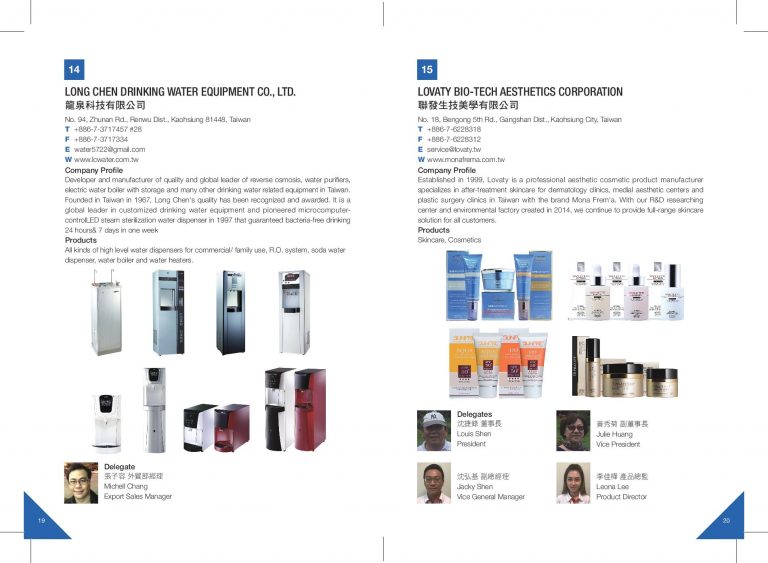 14
LONG CHEN DRINKING WATER EQUIPMENT CO., LTD.
龍泉科技有限公司
No. 94, Zhunan Rd., Renwu Dist., Kaohsiung 81448, Taiwan
T +886-7-3717457 #28
F +886-7-3717334
E water5722@gmail.com
W www.lcwater.com.tw
Company Profile
Developer and manufacturer of quality and global leader of reverse osmosis, water purifiers,
electric water boiler with storage and many other drinking water related equipment in Taiwan.
Founded in Taiwan in 1967, Long Chen's quality has been recognized and awarded. It is a
global leader in customized drinking water equipment and pioneered microcomputer-
controlLED steam sterilization water dispenser in 1997 that guaranteed bacteria-free drinking
24 hours& 7 days in one week
Products
All kinds of high level water dispensers for commercial/ family use, R.O. system, soda water
dispenser, water boiler and water heaters.
Delegate
張子容 外貿部經理
Michell Chang
Export Sales Manager
19
15
LOVATY BIO-TECH AESTHETICS CORPORATION
聯發生技美學有限公司
No. 18, Bengong 5th Rd., Gangshan Dist., Kaohsiung City, Taiwan
T +886-7-6228318
F +886-7-6228312
E service@lovaty.tw
W www.monafrema.com.tw
Company Profile
Established in 1999, Lovaty is a professional aesthetic cosmetic product manufacturer
specializes in after-treatment skincare for dermatology clinics, medial aesthetic centers and
plastic surgery clinics in Taiwan with the brand Mona Frem'a. With our R&D researching
center and environmental factory created in 2014, we continue to provide full-range skincare
solution for all customers.
Products
Skincare, Cosmetics
Delegates
沈捷錄 董事長
Louis Shen
President
黃秀菊 副董事長
Julie Huang
Vice President
沈弘基 副總經理
Jacky Shen
Vice General Manager
李佳樺 產品總監
Leona Lee
Product Director
20